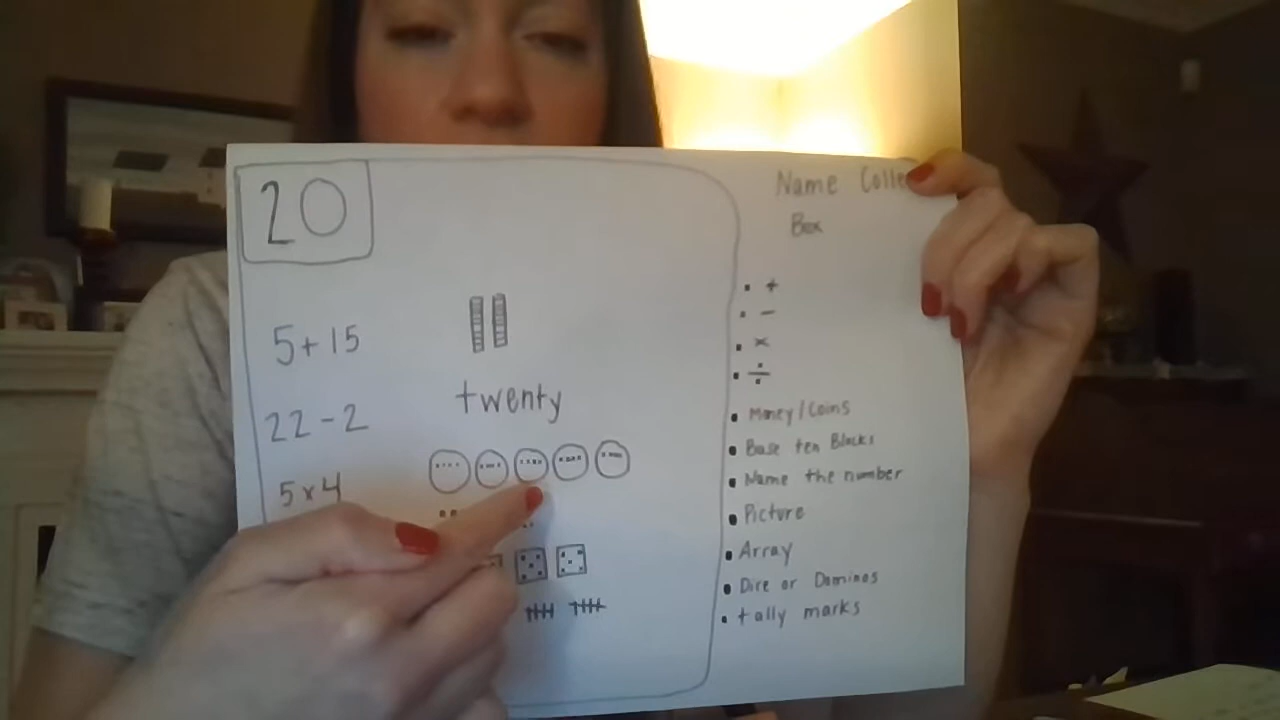 20
5+15
22-2
5x4
twenty
Name
Box
+
-
×
÷
Money/Coins
Base ten Blocks
Name the number
Picture
Array
Dice or Dominos
tally marks